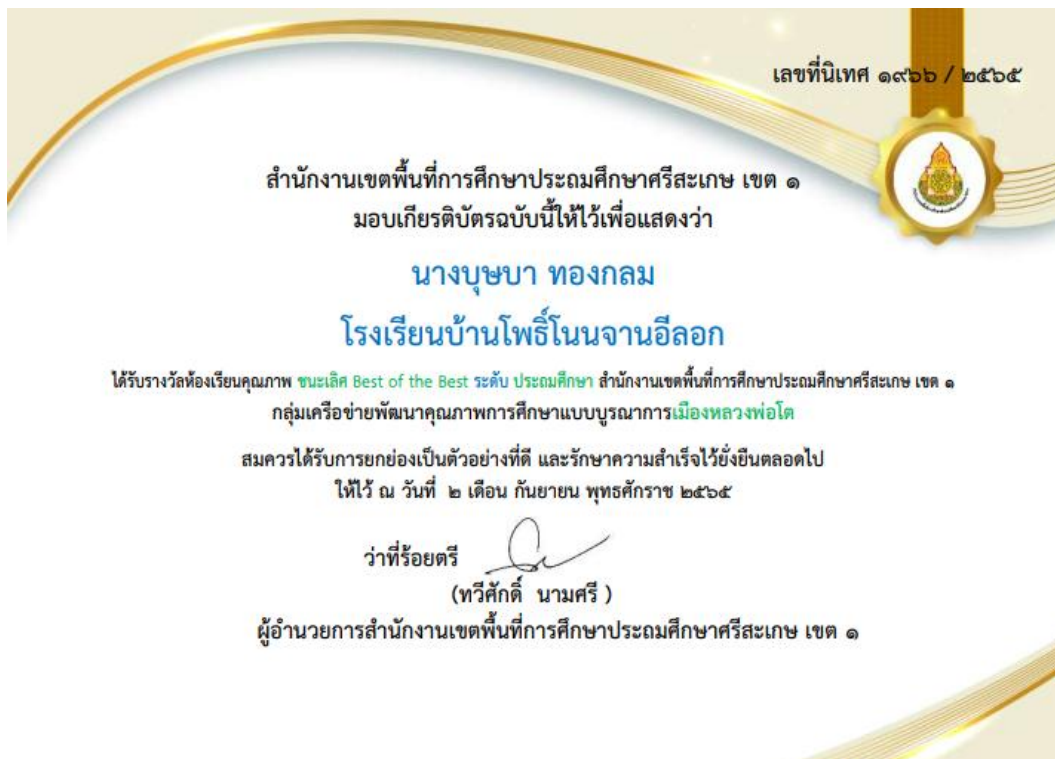 เลขที่นิเทศ ๑๙๖๖ / ๒๕๖๕
สำนักงานเขตพื้นที่การศึกษาประถมศึกษาศรีสะเกษ เขต ๑
มอบเกียรติบัตรฉบับนี้ให้ไว้เพื่อแสดงว่า
นางบุษบา ทองกลม
โรงเรียนบ้านโพธิ์โนนจานอีลอก
ได้รับรางวัลห้องเรียนคุณภาพ ชนะเลิศ Best of the Best ระดับ ประถมศึกษา สำนักงานเขตพื้นที่การศึกษาประถมศึกษาศรีสะเกษ เขต ๑
กลุ่มเครือข่ายพัฒนาคุณภาพการศึกษาแบบบูรณาการเมืองหลวงพ่อโต
สมควรได้รับการยกย่องเป็นตัวอย่างที่ดี และรักษาความสำเร็จไว้ยั่งยืนตลอดไป
ให้ไว้ ณ วันที่ ๒ เดือน กันยายน พุทธศักราช ๒๕๖๕
ว่าที่ร้อยตรี
(ทวีศักดิ์ นามศรี )
ผู้อำนวยการสำนักงานเขตพื้นที่การศึกษาประถมศึกษาศรีสะเกษ เขต ๑